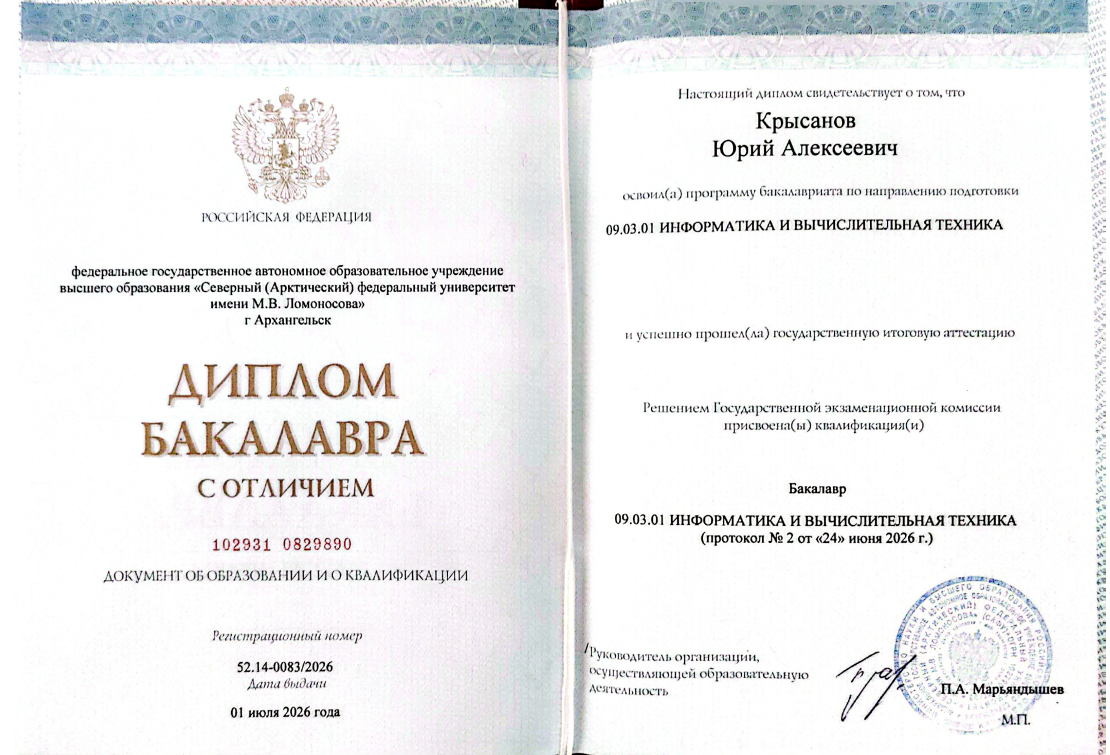 РОССИЙСКАЯ ФЕДЕРАЦИЯ
федеральное государственное автономное образовательное учреждение
высшего образования «Северный (Арктический) федеральный университет
имени М.В. Ломоносова»
г Архангельск
ДИПЛОМ
БАКАЛАВРА
С ОТЛИЧИЕМ
102931 0829890
ДОКУМЕНТ ОБ ОБРАЗОВАНИИ И О КВАЛИФИКАЦИИ
Регистрационный номер
52.14-0083/2026
Дата выдачи
01 июля 2026 года
Настоящий диплом свидетельствует о том, что
Крысанов
Юрий Алексеевич
освоил(а) программу бакалавриата по направлению подготовки
09.03.01 ИНФОРМАТИКА И ВЫЧИСЛИТЕЛЬНАЯ ТЕХНИКА
и успешно прошел(ла) государственную итоговую аттестацию
Решением Государственной экзаменационной комиссии
присвоена(ы) квалификация(и)
Бакалавр
09.03.01 ИНФОРМАТИКА И ВЫЧИСЛИТЕЛЬНАЯ ТЕХНИКА
(протокол № 2 от «24» июня 2026 г.)
Руководитель организации,
осуществляющей образовательную
деятельность
П.А. Марьяндышев
М.П.